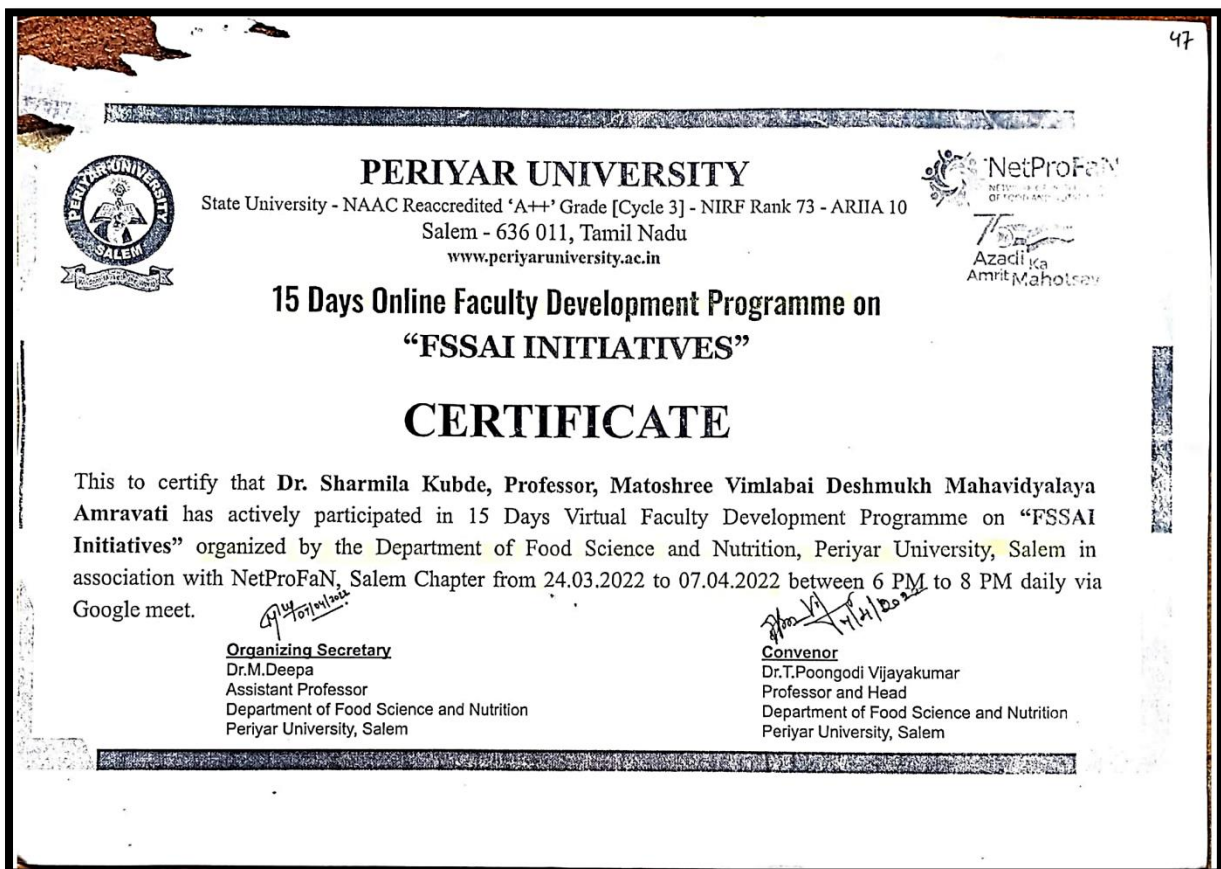 47
PERIYAR UNIVERSITY
State University - NAAC Reaccredited ‘A++’ Grade [Cycle 3] - NIRF Rank 73 - ARIIA 10
Salem - 636 011, Tamil Nadu
www.periyaruniversity.ac.in
PERIYAR UNIVERSITY
SALEM
NetProFaN
75
Azadi Ka
Amrit Mahotsav
15 Days Online Faculty Development Programme on
“FSSAI INITIATIVES”
CERTIFICATE
This to certify that Dr. Sharmila Kubde, Professor, Matoshree Vimlabai Deshmukh Mahavidyalaya
Amravati has actively participated in 15 Days Virtual Faculty Development Programme on “FSSAI
Initiatives” organized by the Department of Food Science and Nutrition, Periyar University, Salem in
association with NetProFaN, Salem Chapter from 24.03.2022 to 07.04.2022 between 6 PM to 8 PM daily via
Google meet.
Organizing Secretary
Dr.M.Deepa
Assistant Professor
Department of Food Science and Nutrition
Periyar University, Salem
Convenor
Dr.T.Poongodi Vijayakumar
Professor and Head
Department of Food Science and Nutrition
Periyar University, Salem